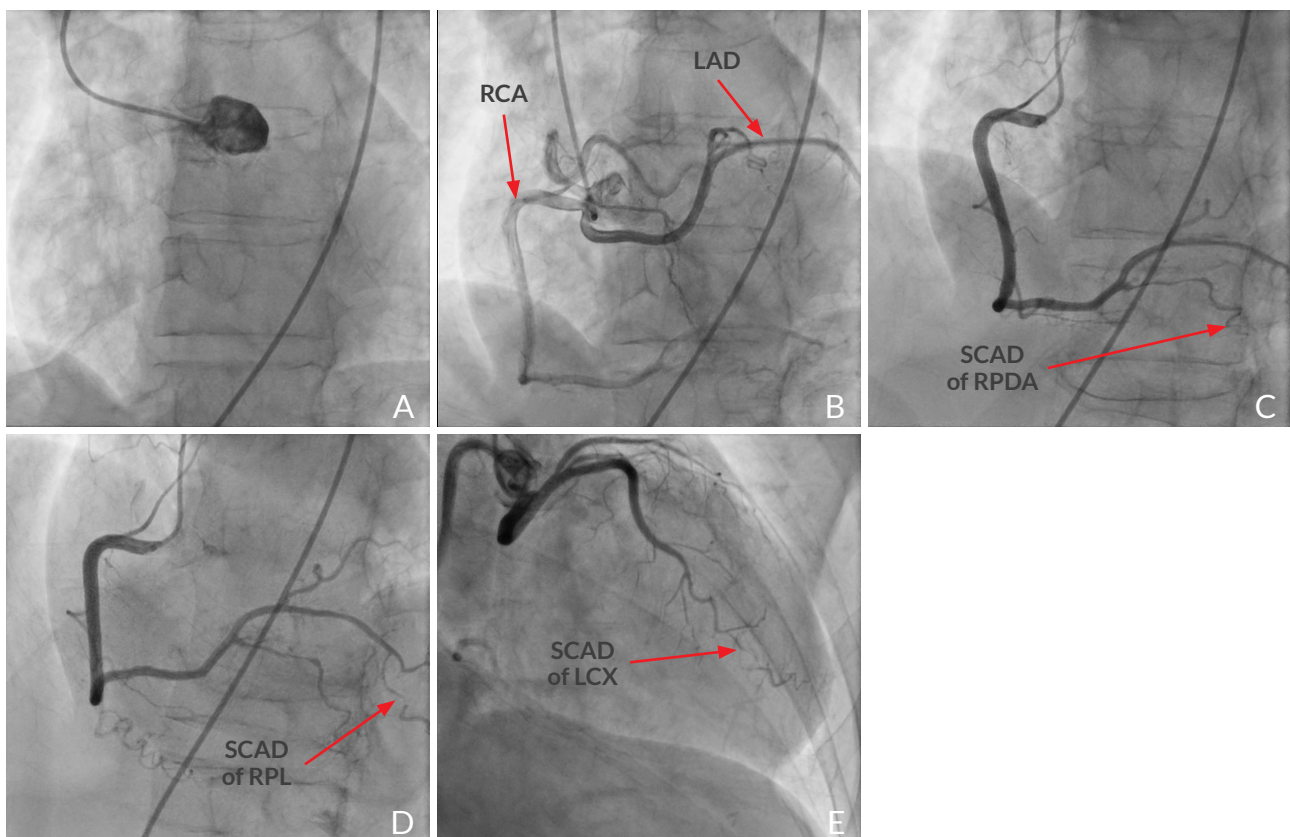 A
RCA
LAD
B
SCAD
of RPDA
C
SCAD
of RPL
D
SCAD
of LCX
E